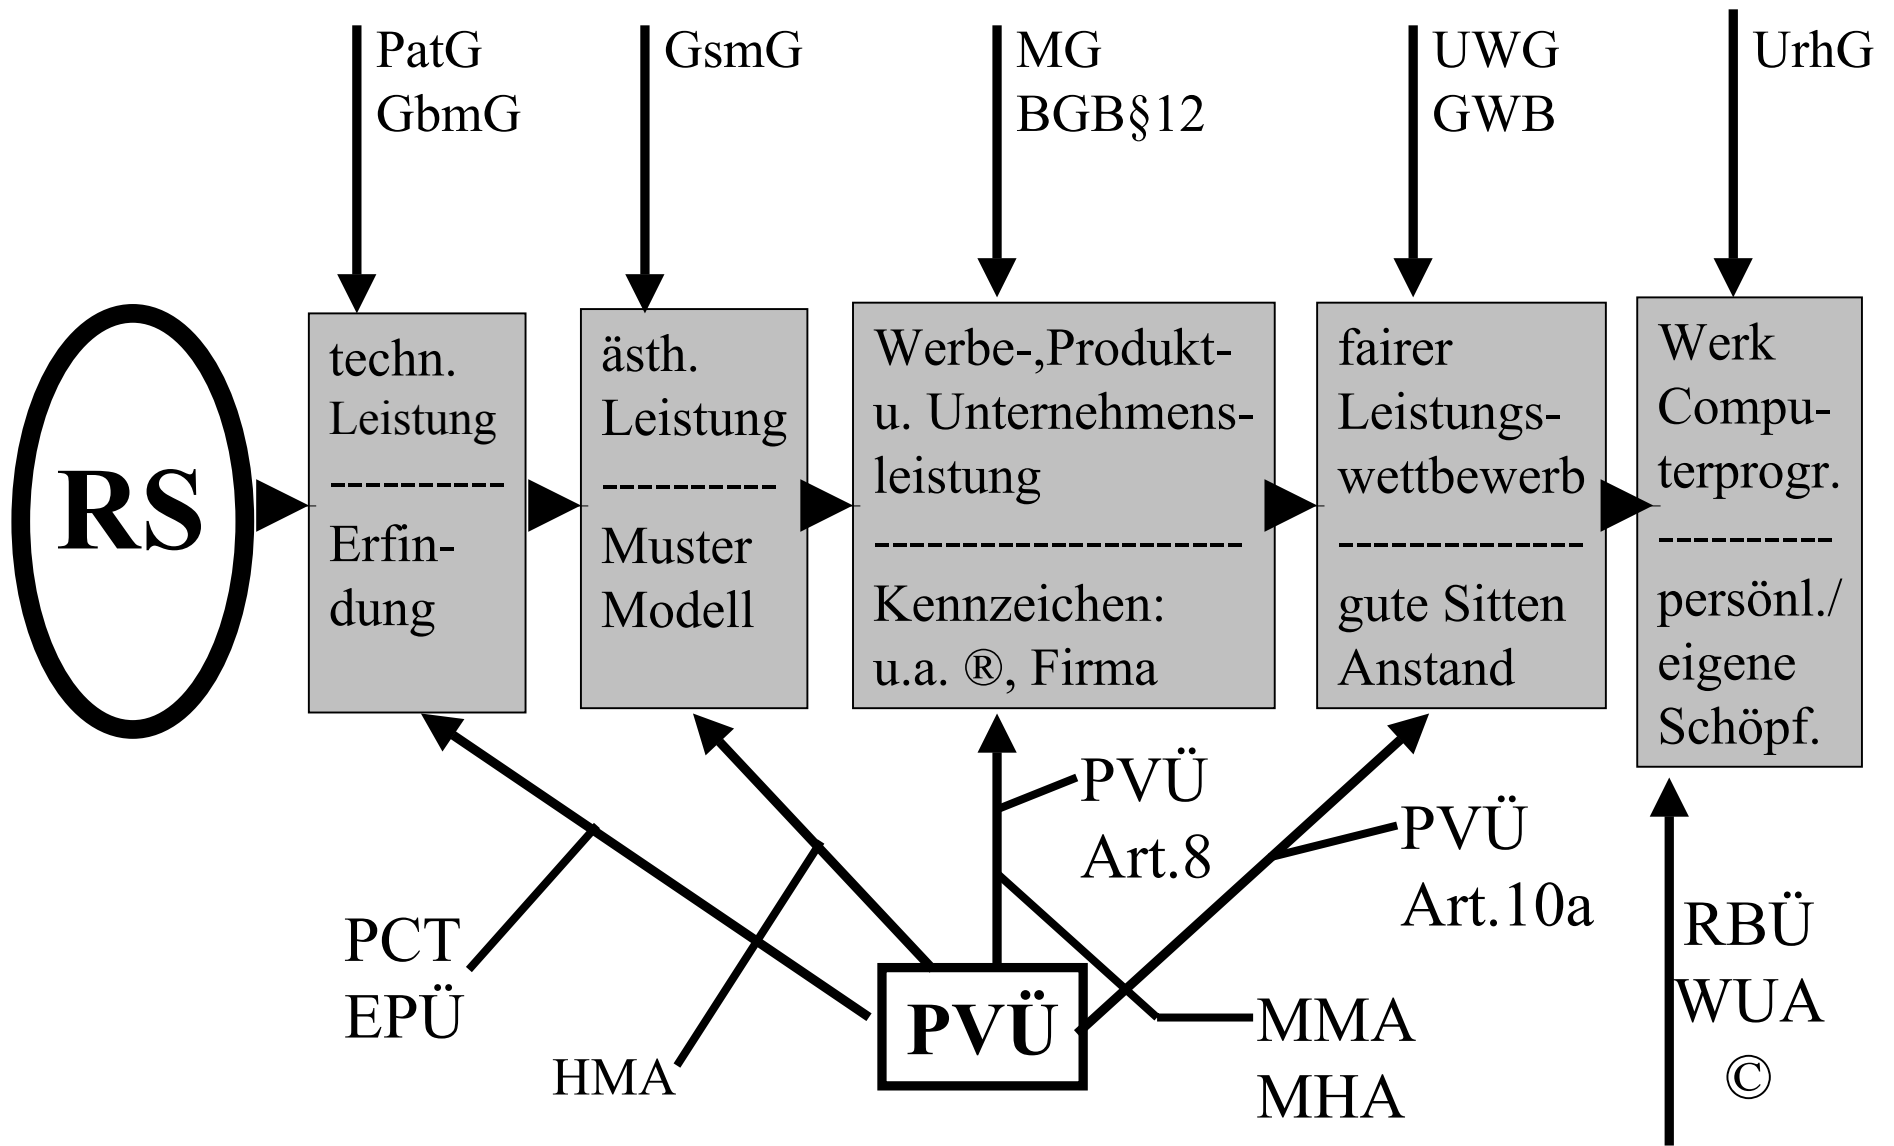 PatG
GbmG
GsmG
MG
BGB§12
UWG
GWB
UrhG
RS
techn.
Leistung
----------
Erfin-
dung
ästh.
Leistung
----------
Muster
Modell
Werbe-,Produkt-
u. Unternehmens-
leistung
---------------------
Kennzeichen:
u.a. ®, Firma
fairer
Leistungs-
wettbewerb
--------------
gute Sitten
Anstand
Werk
Compu-
terprogr.
----------
persönl./
eigene
Schöpf.
PCT
EPÜ
HMA
PVÜ
PVÜ
Art.8
MMA
MHA
PVÜ
Art.10a
RBÜ
WUA
©